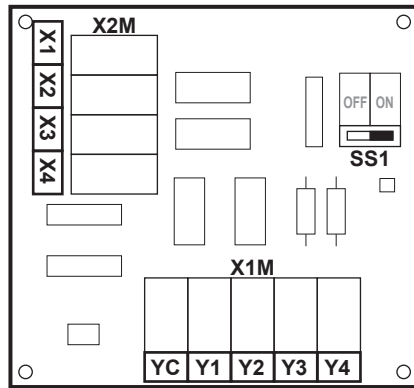 X2M
X1
X2
X3
X4
OFF ON
SS1
X1M
YC Y1 Y2 Y3 Y4